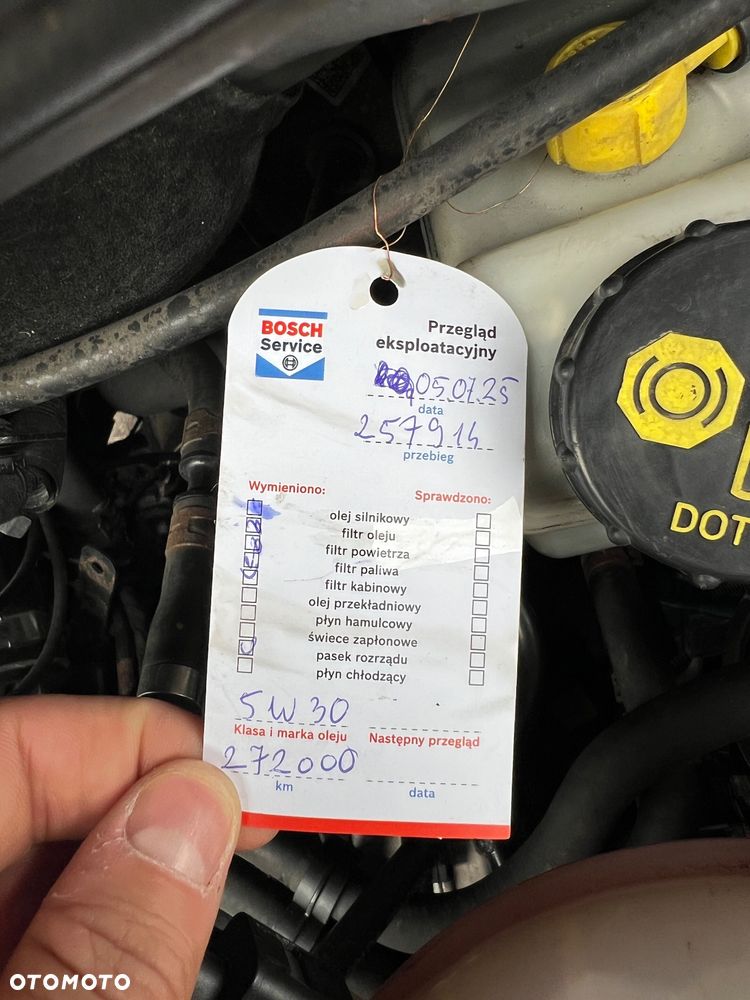 BOSCH
Service
Przegląd
eksploatacyjny
05.07.25
data
257914
przebieg
Wymieniono:
Sprawdzono:
olej silnikowy
filtr oleju
filtr powietrza
filtr paliwa
filtr kabinowy
olej przekładniowy
płyn hamulcowy
świece zapłonowe
pasek rozrządu
płyn chłodzący
5W30
Klasa i marka oleju
Następny przegląd
272000
km
data
DOT
OTOMOTO